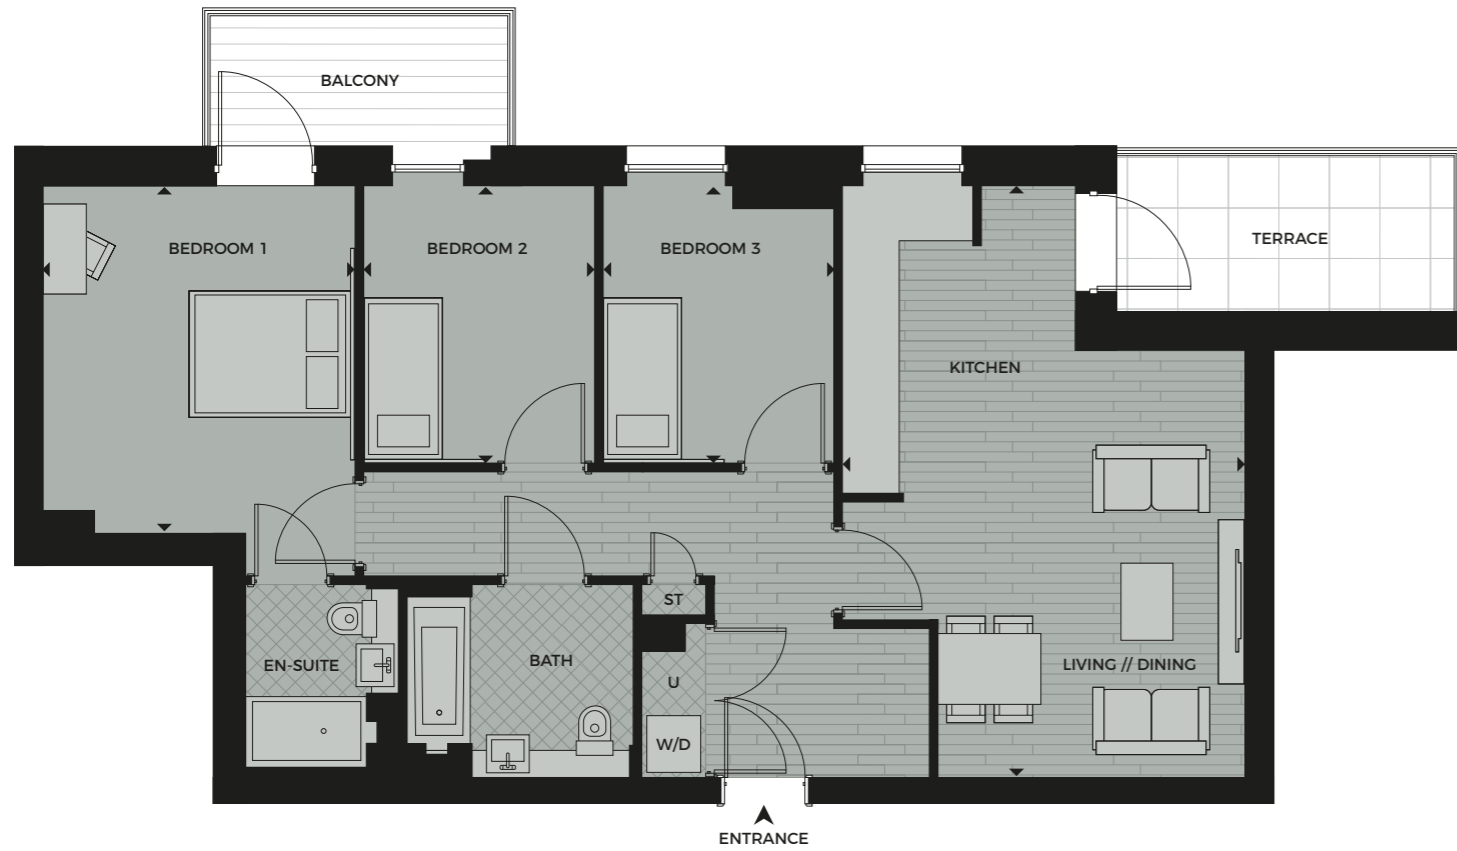 BALCONY
TERRACE
BEDROOM 1
BEDROOM 2
BEDROOM 3
KITCHEN
ST
EN-SUITE
BATH
LIVING // DINING
U
W/D
ENTRANCE